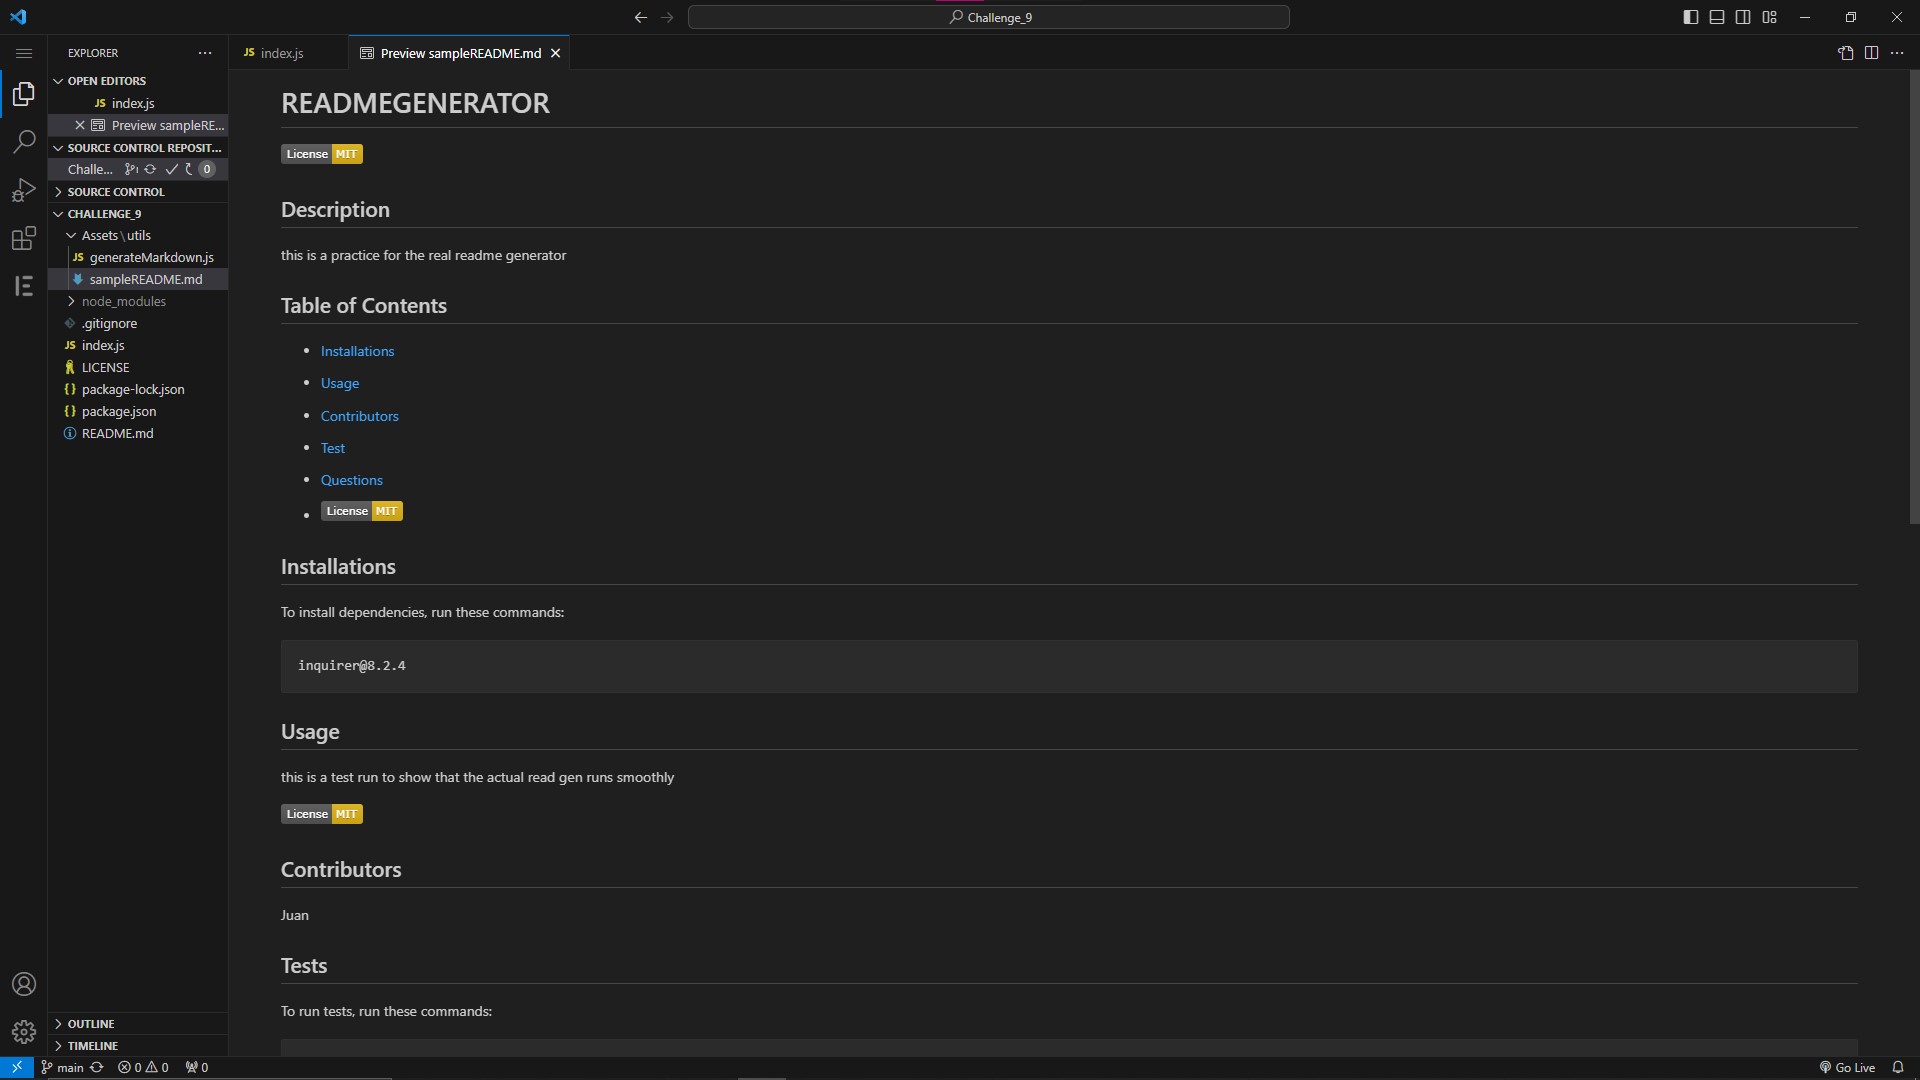 Challenge_9
EXPLORER
JS index.js
Preview sampleREADME.md
OPEN EDITORS
JS index.js
Preview sampleRE...
SOURCE CONTROL REPOSIT...
Challe... 0
SOURCE CONTROL
CHALLENGE_9
Assets \ utils
JS generateMarkdown.js
sampleREADME.md
node_modules
.gitignore
JS index.js
LICENSE
{} package-lock.json
{} package.json
README.md
OUTLINE
TIMELINE
READMEGENERATOR
License MIT
Description
this is a practice for the real readme generator
Table of Contents
• Installations
• Usage
• Contributors
• Test
• Questions
• License MIT
Installations
To install dependencies, run these commands:
inquirer@8.2.4
Usage
this is a test run to show that the actual read gen runs smoothly
License MIT
Contributors
Juan
Tests
To run tests, run these commands:
main 0 0 0 Go Live